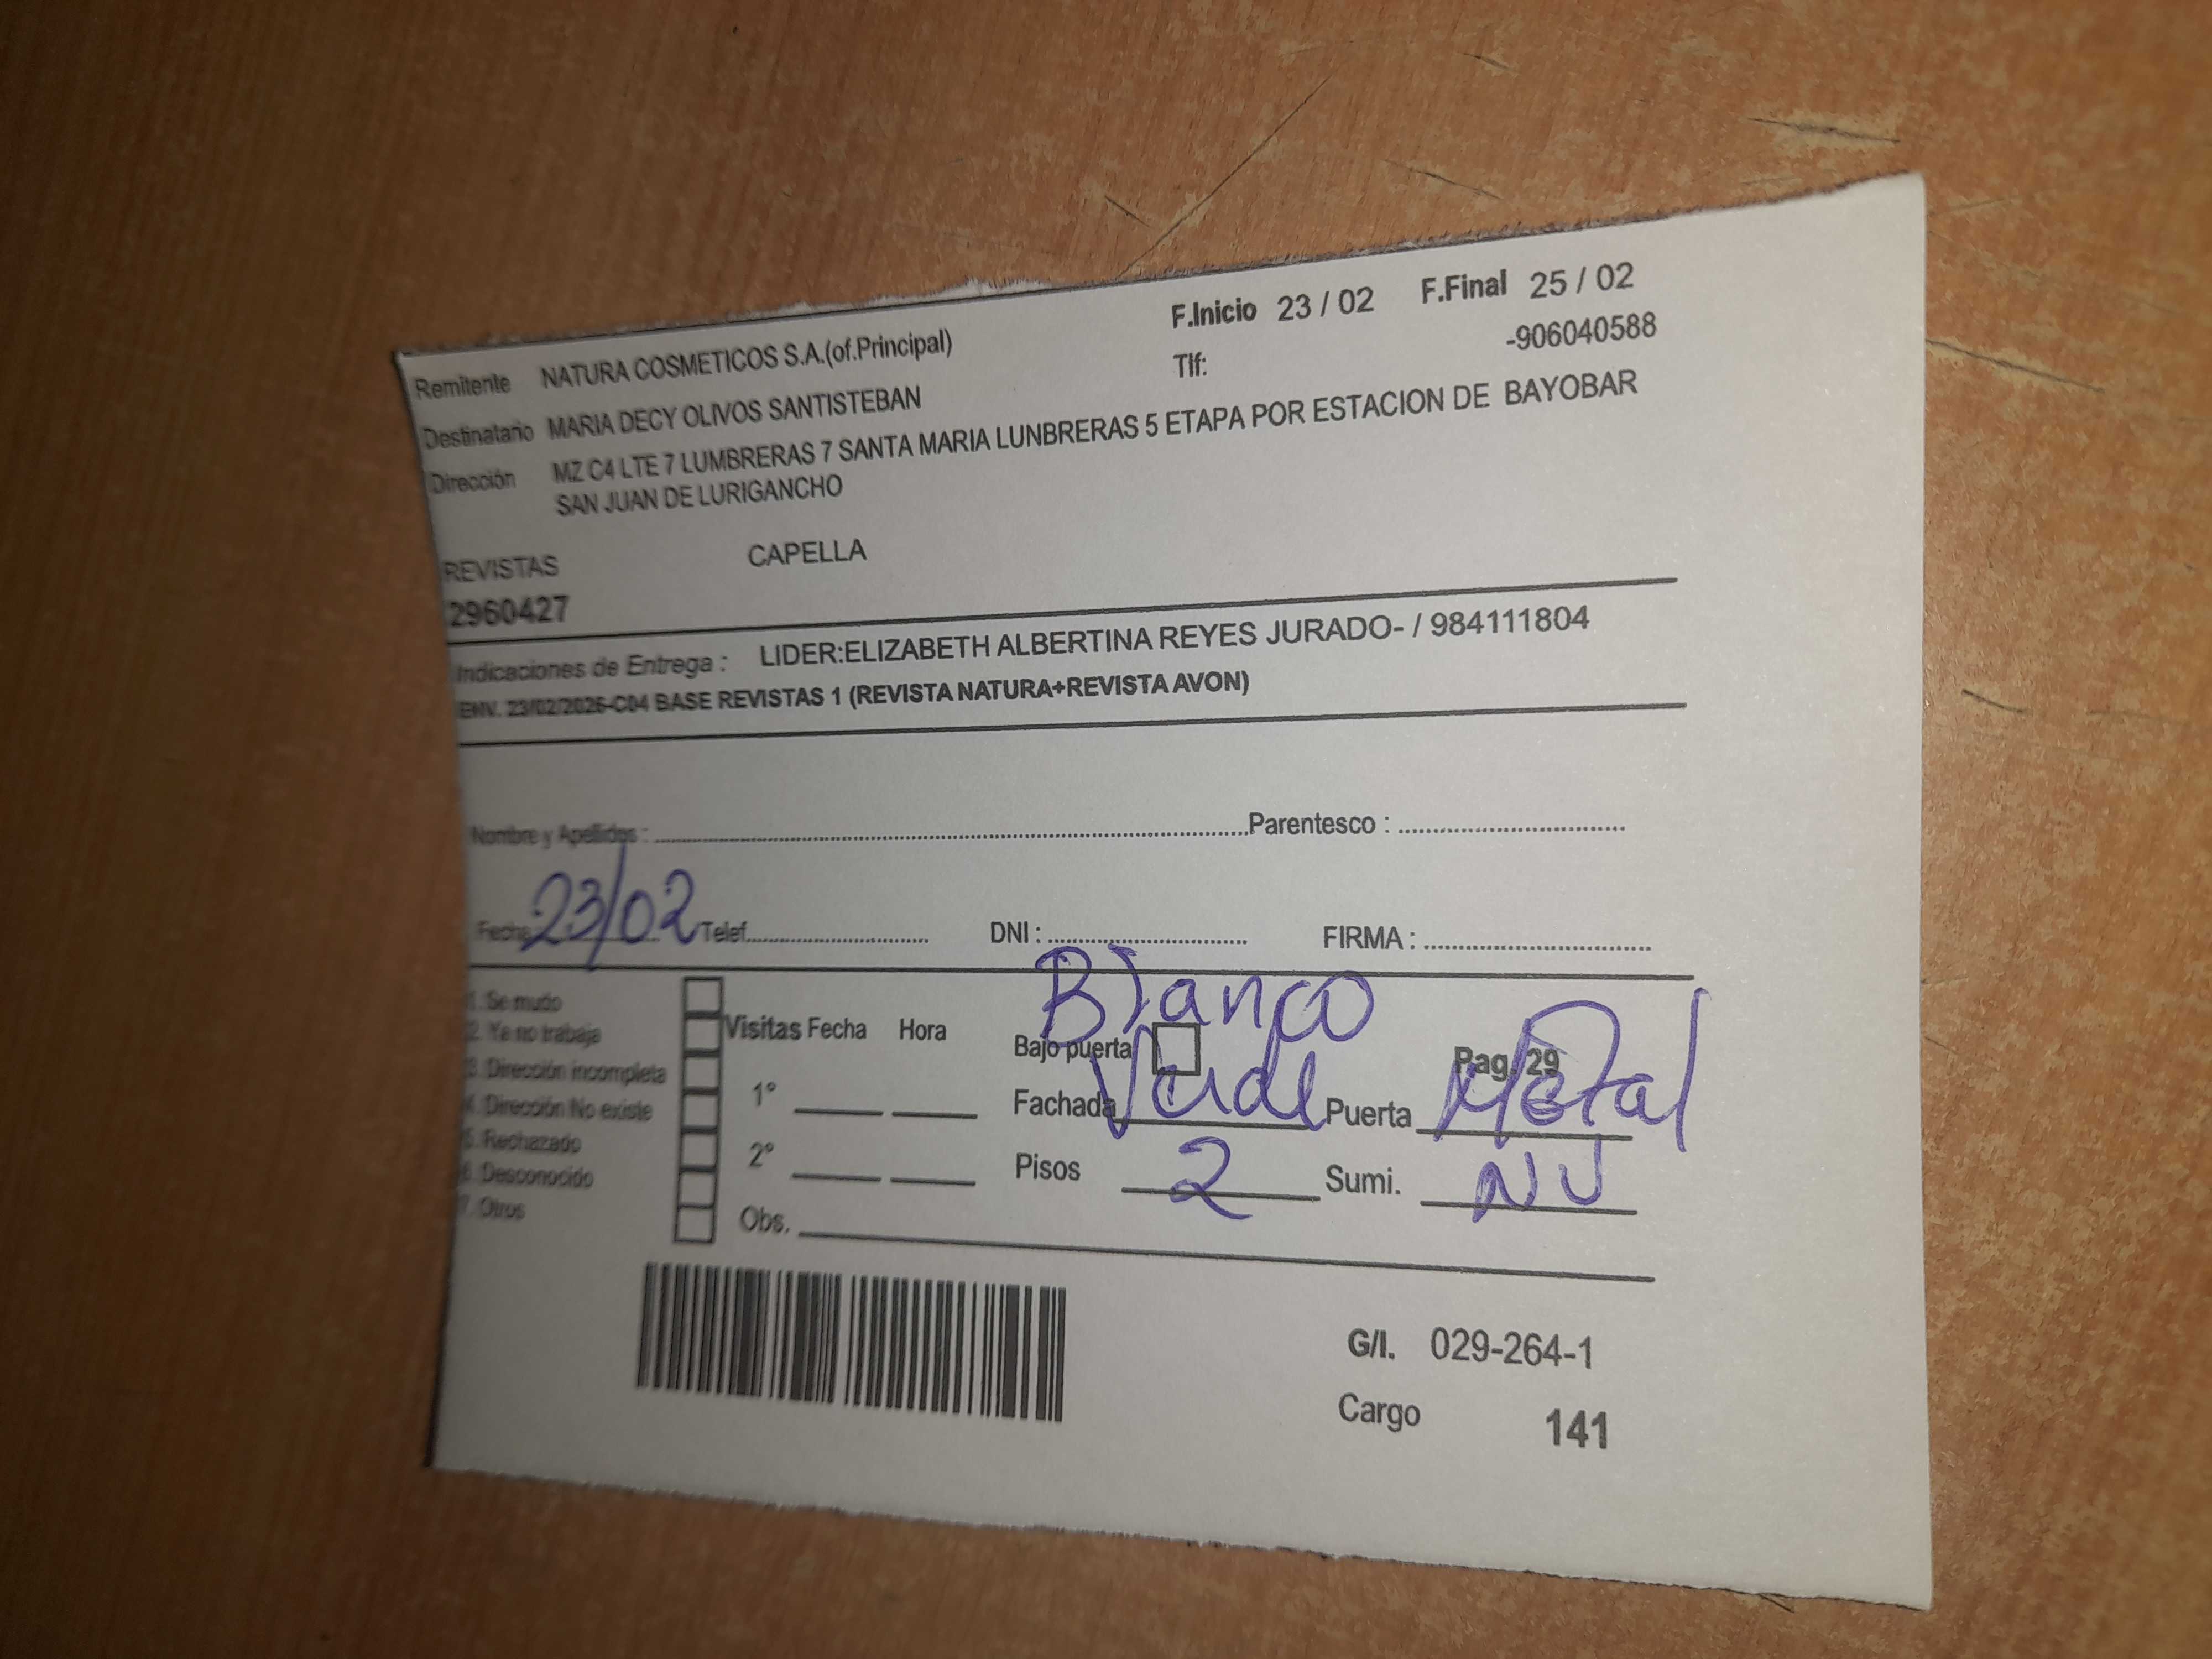 F.Inicio 23 / 02 F.Final 25 / 02
Remitente NATURA COSMETICOS S.A.(of.Principal) Tlf: -906040588
Destinatario MARIA DECY OLIVOS SANTISTEBAN
Dirección MZ C4 LTE 7 LUMBRERAS 7 SANTA MARIA LUNBRERAS 5 ETAPA POR ESTACION DE BAYOBAR
SAN JUAN DE LURIGANCHO
REVISTAS CAPELLA
2960427
Indicaciones de Entrega : LIDER:ELIZABETH ALBERTINA REYES JURADO- / 984111804
ENV. 23/02/2026-C04 BASE REVISTAS 1 (REVISTA NATURA+REVISTA AVON)
Nombre y Apellidos : Parentesco :
Fecha 23/02 Telef. DNI : FIRMA :
1. Se mudo
2. Ya no trabaja
3. Dirección incompleta
4. Dirección No existe
5. Rechazado
6. Desconocido
7. Otros
Visitas Fecha Hora
1°
2°
Obs.
Blanco
Bajo puerta Pag. 29
Fachada Verde Puerta Metal
Pisos 2 Sumi. NU
G/I. 029-264-1
Cargo 141